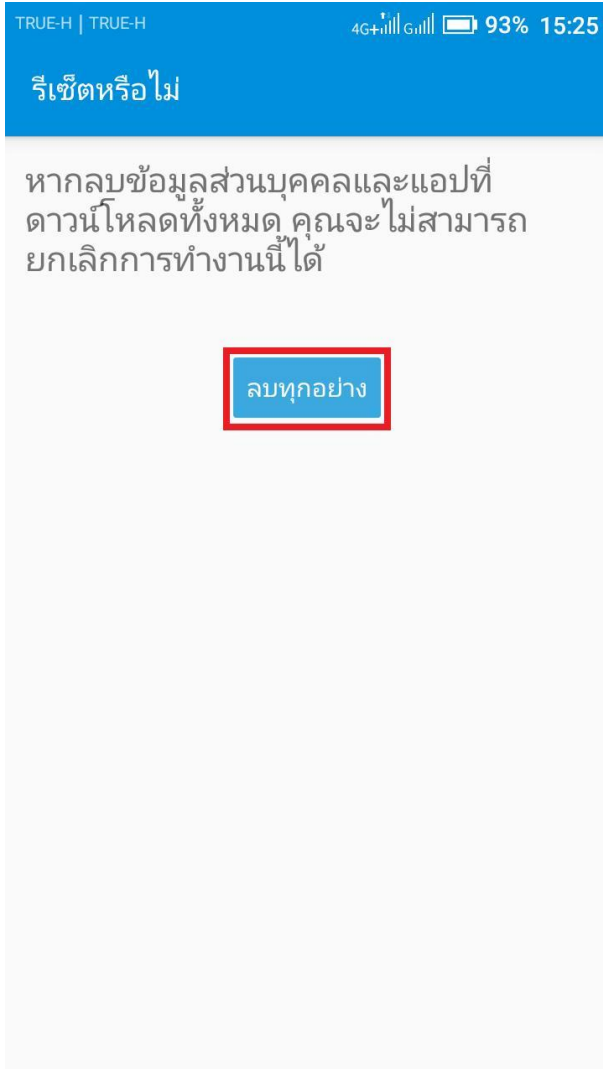 TRUE-H | TRUE-H 4G+ G 93% 15:25
รีเซ็ตหรือไม่
หากลบข้อมูลส่วนบุคคลและแอปที่
ดาวน์โหลดทั้งหมด คุณจะไม่สามารถ
ยกเลิกการทำงานนี้ได้
ลบทุกอย่าง